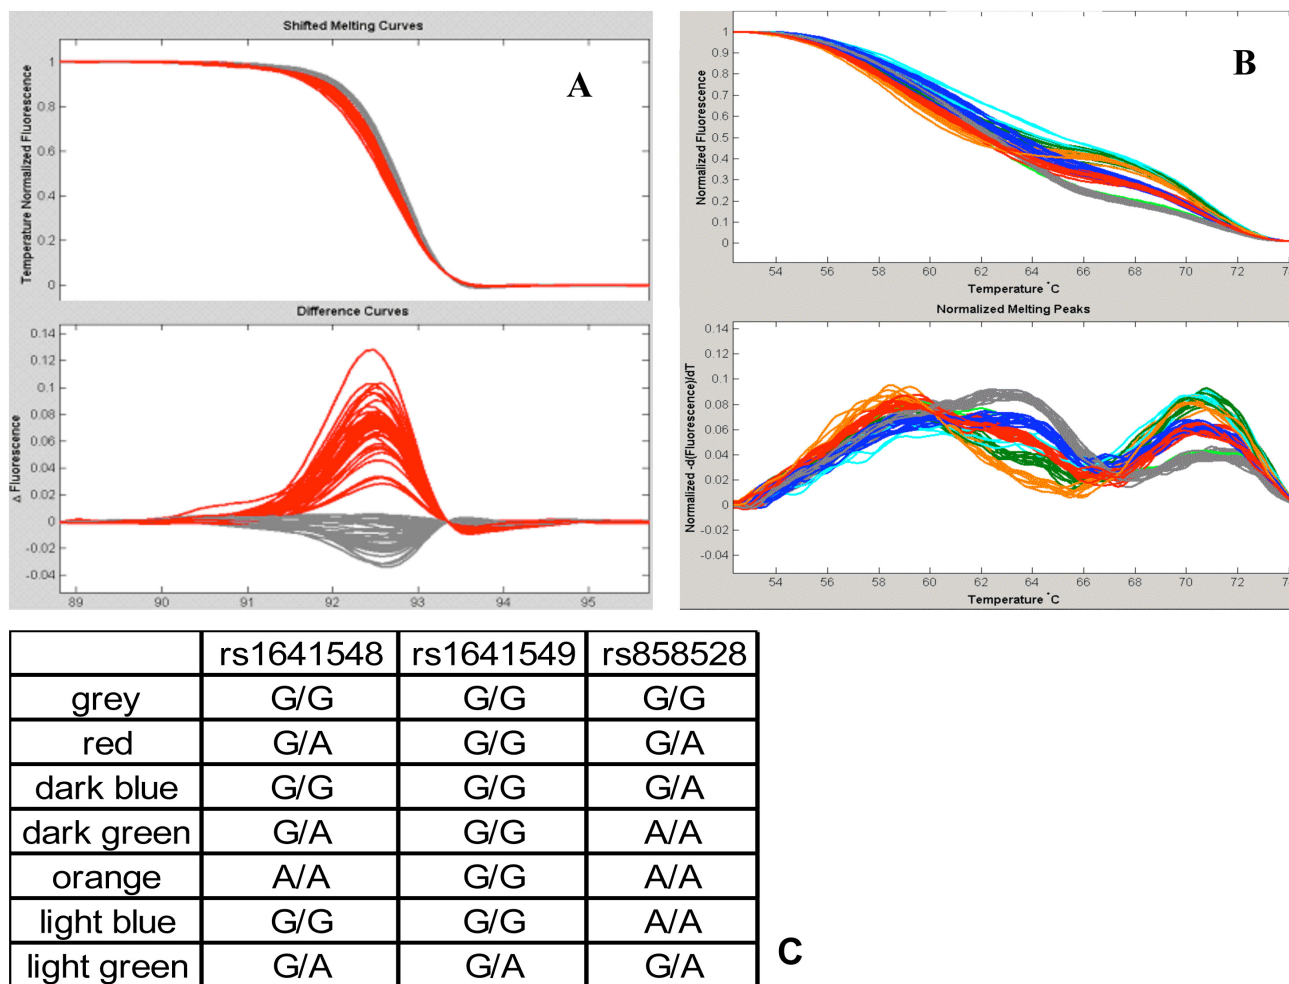 Shifted Melting Curves
A
Temperature Normalized Fluorescence
1
0.8
0.6
0.4
0.2
0
Difference Curves
Δ Fluorescence
0.14
0.12
0.1
0.08
0.06
0.04
0.02
0
-0.02
-0.04
89 90 91 92 93 94 95
B
Normalized Fluorescence
1
0.9
0.8
0.7
0.6
0.5
0.4
0.3
0.2
0.1
0
54 56 58 60 62 64 66 68 70 72 7
Temperature °C
Normalized Melting Peaks
Normalized -d(Fluorescence)/dT
0.14
0.12
0.1
0.08
0.06
0.04
0.02
0
-0.02
-0.04
54 56 58 60 62 64 66 68 70 72 7
Temperature °C
rs1641548 rs1641549 rs858528
grey G/G G/G G/G
red G/A G/G G/A
dark blue G/G G/G G/A
dark green G/A G/G A/A
orange A/A G/G A/A
light blue G/G G/G A/A
light green G/A G/A G/A
C